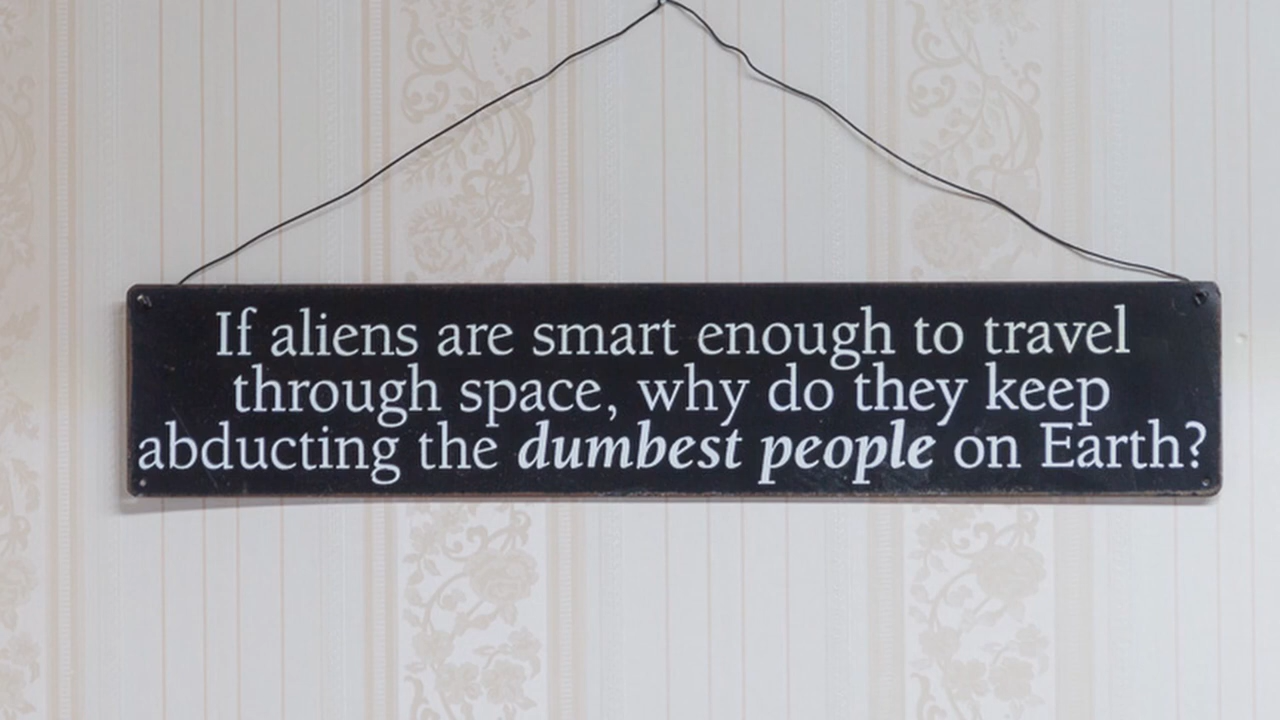 If aliens are smart enough to travel
through space, why do they keep
abducting the dumbest people on Earth?